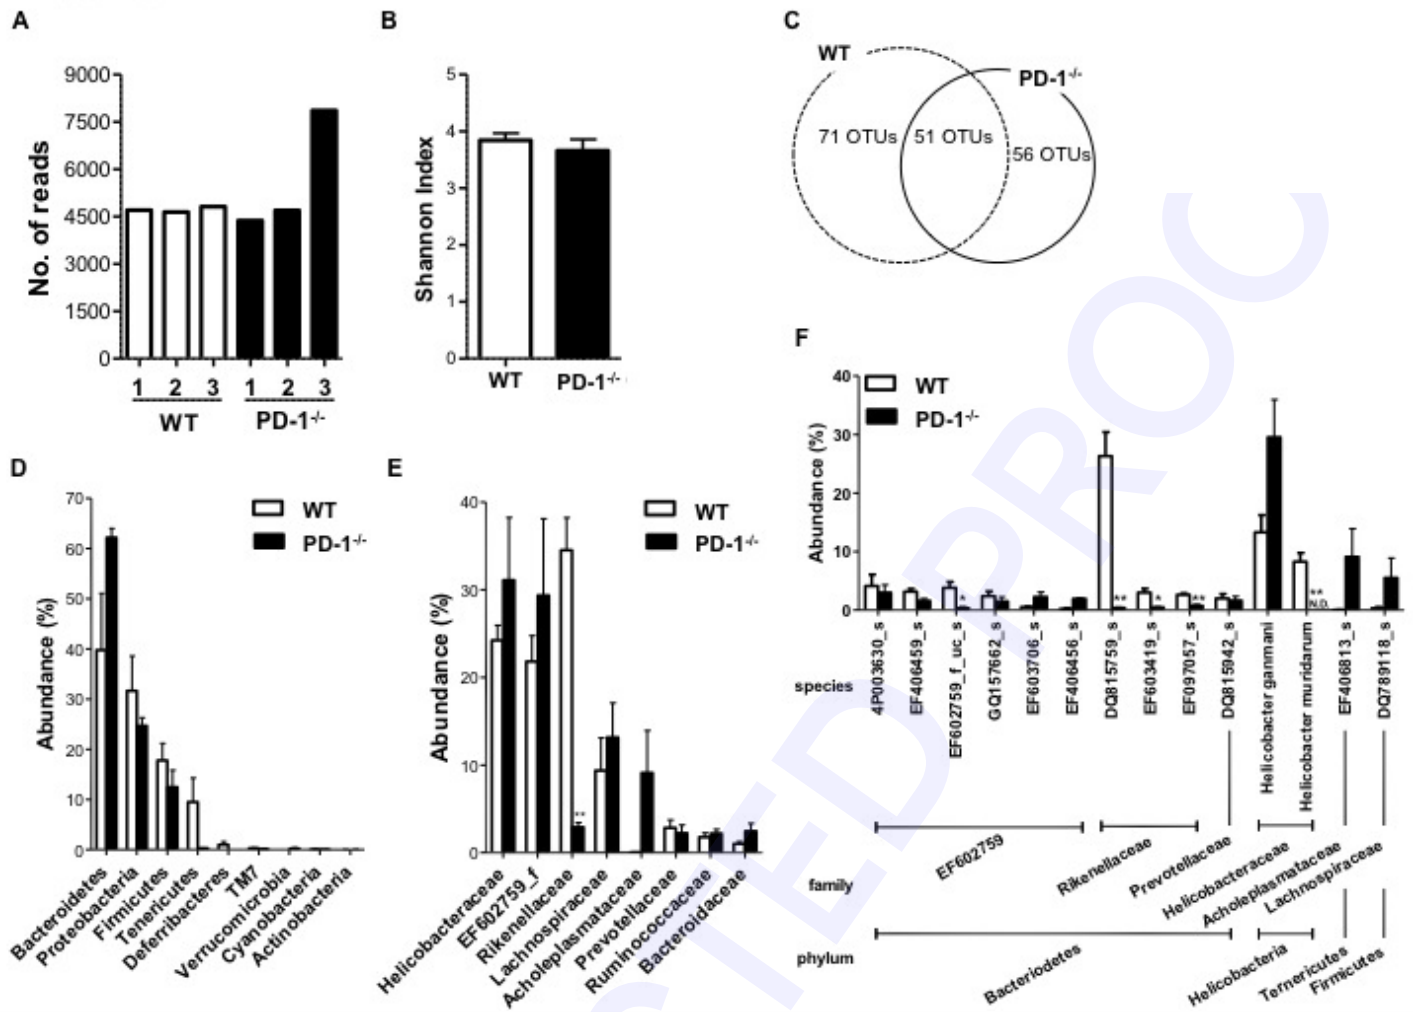 A
No. of reads
9000
7500
6000
4500
3000
1500
0
1 2 3 1 2 3
WT PD-1-/-
B
Shannon Index
5
4
3
2
1
0
WT PD-1-/-
C
WT
PD-1-/-
71 OTUs 51 OTUs 56 OTUs
D
Abundance (%)
70
60
50
40
30
20
10
0
WT
PD-1-/-
Bacteroidetes
Proteobacteria
Firmicutes
Tenericutes
Deferribacteres
TM7
Verrucomicrobia
Cyanobacteria
Actinobacteria
E
Abundance (%)
40
30
20
10
0
WT
PD-1-/-
**
Helicobacteraceae
EF602759_f
Rikenellaceae
Lachnospiraceae
Acholeplasmataceae
Prevotellaceae
Ruminococcaceae
Bacteroidaceae
F
Abundance (%)
40
30
20
10
0
WT
PD-1-/-
* ** * ** **
N.D.
species
4P003630_s
EF406459_s
EF602759_f_uc_s
GQ157662_s
EF603706_s
EF406456_s
DQ815759_s
EF603419_s
EF097057_s
DQ815942_s
Helicobacter ganmani
Helicobacter muridarum
EF406813_s
DQ789118_s
family
EF602759
Rikenellaceae
Prevotellaceae
Helicobacteraceae
Acholeplasmataceae
Lachnospiraceae
phylum
Bacteriodetes
Helicobacteria
Ternericutes
Firmicutes
TED PROC